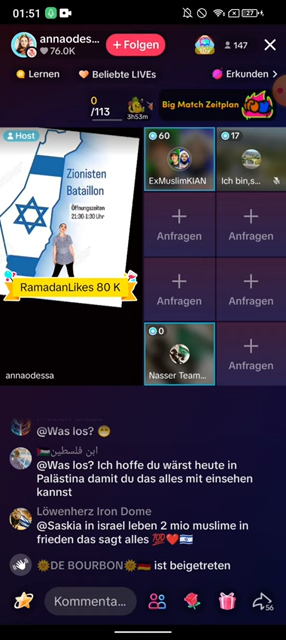 01:51
annaodes...
76.0K
+ Folgen
147
Lernen
Beliebte LIVEs
Erkunden
0
/113
3h53m
Big Match Zeitplan
Host
Zionisten
Bataillon
Öffnungszeiten
21:30-1:30 Uhr
RamadanLikes 80 K
annaodessa
60
ExMuslimKIAN
17
Ich bin,s...
Anfragen
Anfragen
Anfragen
Anfragen
0
Nasser Team...
Anfragen
@Was los?
ابن فلسطين
@Was los? Ich hoffe du wärst heute in
Palästina damit du das alles mit einsehen
kannst
Löwenherz Iron Dome
@Saskia in israel leben 2 mio muslime in
frieden das sagt alles 💯❤️🇮🇱
DE BOURBON ist beigetreten
Kommenta...
56